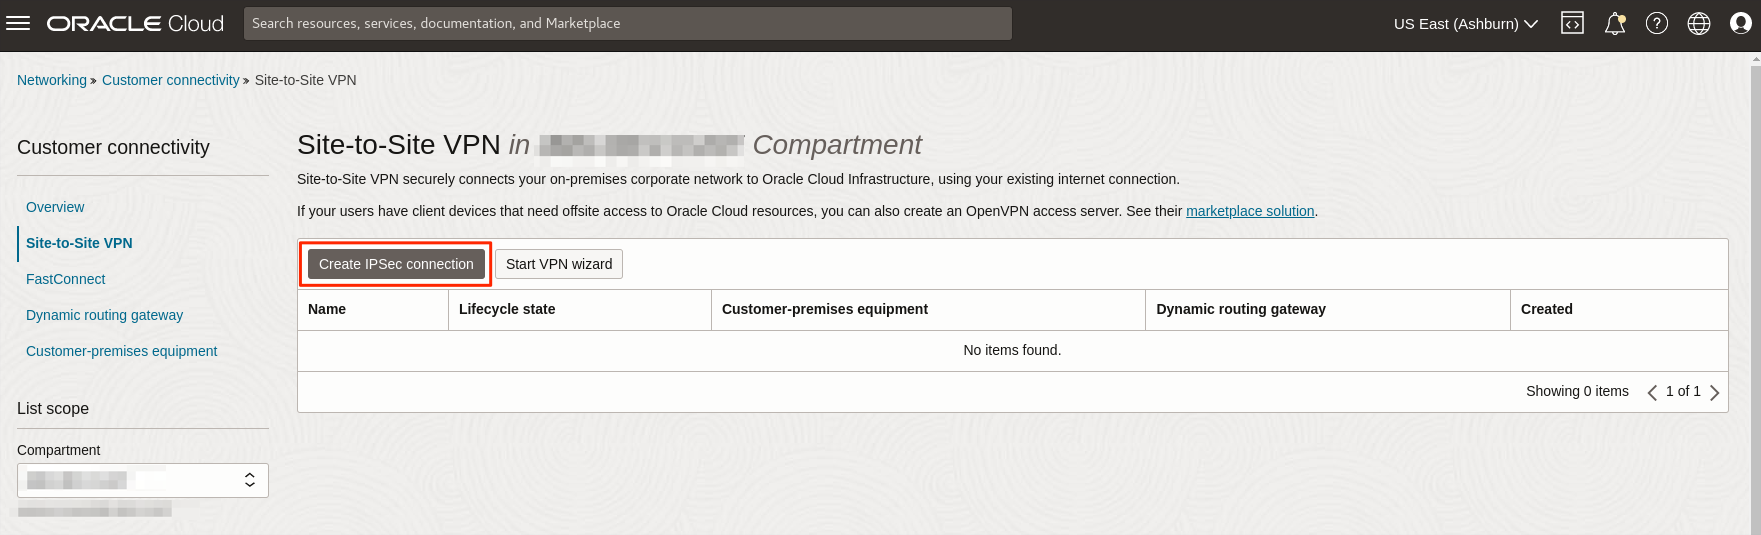 ORACLE Cloud
Search resources, services, documentation, and Marketplace
US East (Ashburn)
Networking » Customer connectivity » Site-to-Site VPN
Customer connectivity
Overview
Site-to-Site VPN
FastConnect
Dynamic routing gateway
Customer-premises equipment
List scope
Compartment
Site-to-Site VPN in Compartment
Site-to-Site VPN securely connects your on-premises corporate network to Oracle Cloud Infrastructure, using your existing internet connection.
If your users have client devices that need offsite access to Oracle Cloud resources, you can also create an OpenVPN access server. See their marketplace solution.
Create IPSec connection Start VPN wizard
Name Lifecycle state Customer-premises equipment Dynamic routing gateway Created
No items found.
Showing 0 items 1 of 1